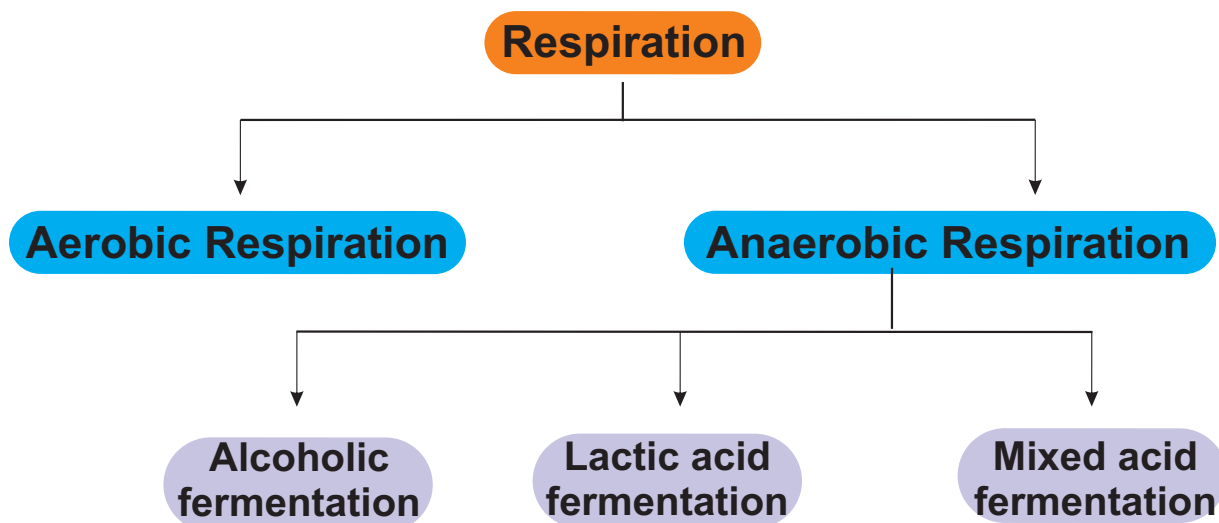 Respiration
Aerobic Respiration
Anaerobic Respiration
Alcoholic
fermentation
Lactic acid
fermentation
Mixed acid
fermentation